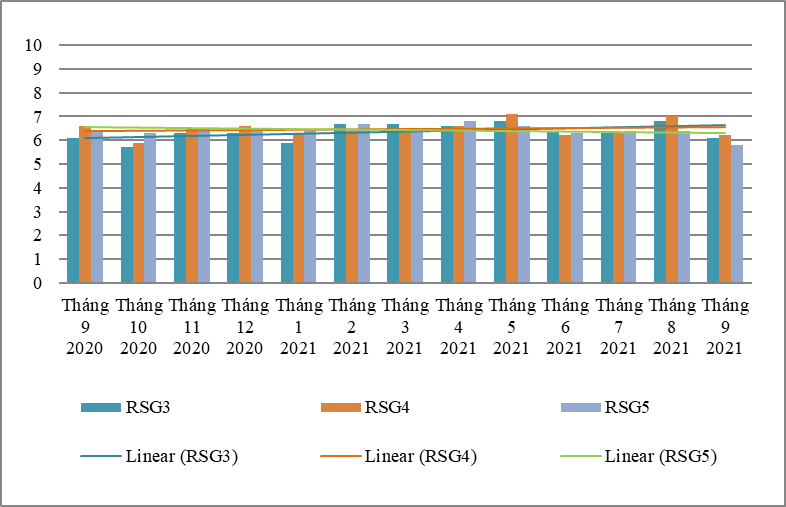 10
9
8
7
6
5
4
3
2
1
0
Tháng Tháng Tháng Tháng Tháng Tháng Tháng Tháng Tháng Tháng Tháng Tháng Tháng
9 10 11 12 1 2 3 4 5 6 7 8 9
2020 2020 2020 2020 2021 2021 2021 2021 2021 2021 2021 2021 2021
RSG3 RSG4 RSG5
Linear (RSG3) Linear (RSG4) Linear (RSG5)